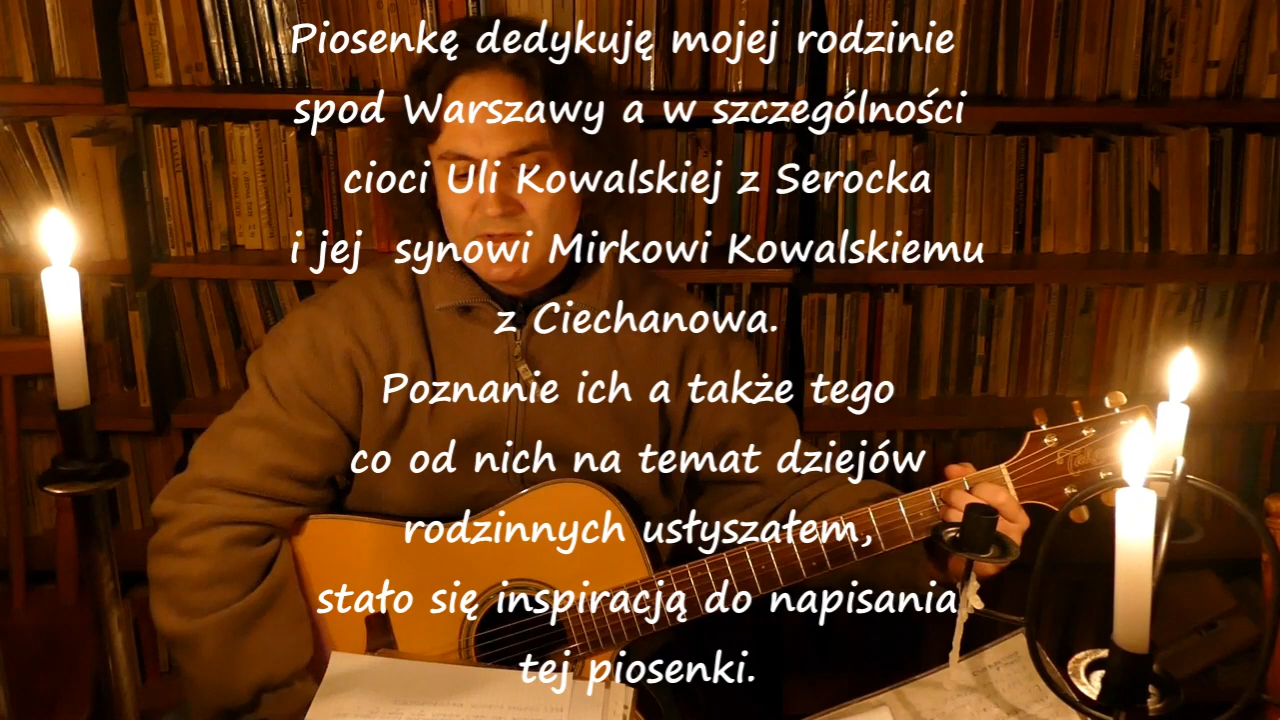 Piosenkę dedykuję mojej rodzinie
spod Warszawy a w szczególności
cioci Uli Kowalskiej z Serocka
i jej synowi Mirkowi Kowalskiemu
z Ciechanowa.
Poznanie ich a także tego
co od nich na temat dziejów
rodzinnych usłyszałem,
stało się inspiracją do napisania
tej piosenki.